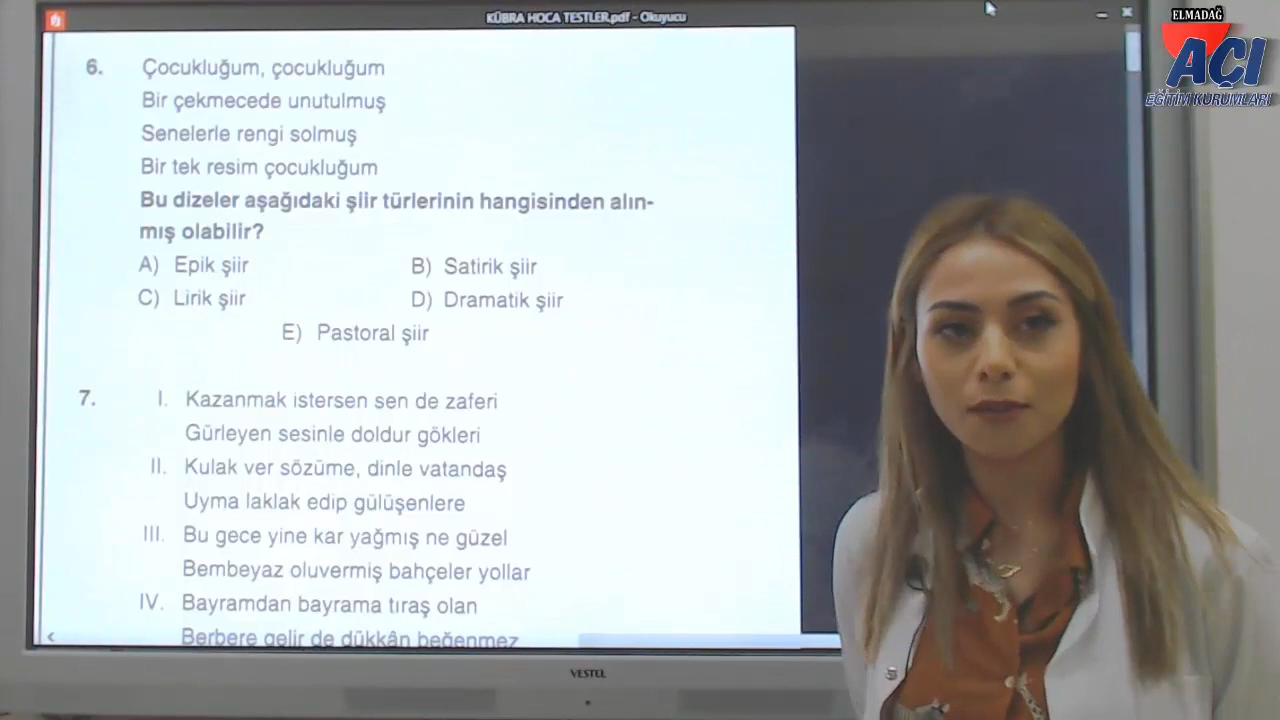 KÜBRA HOCA TESTLER.pdf - Okuyucu
ELMADAĞ
AÇI
EĞİTİM KURUMLARI
6. Çocukluğum, çocukluğum
Bir çekmecede unutulmuş
Senelerle rengi solmuş
Bir tek resim çocukluğum
Bu dizeler aşağıdaki şiir türlerinin hangisinden alın-
mış olabilir?
A) Epik şiir B) Satirik şiir
C) Lirik şiir D) Dramatik şiir
E) Pastoral şiir
7. I. Kazanmak istersen sen de zaferi
Gürleyen sesinle doldur gökleri
II. Kulak ver sözüme, dinle vatandaş
Uyma laklak edip gülüşenlere
III. Bu gece yine kar yağmış ne güzel
Bembeyaz oluvermiş bahçeler yollar
IV. Bayramdan bayrama tıraş olan
Berbere gelir de dükkân beğenmez
VESTEL